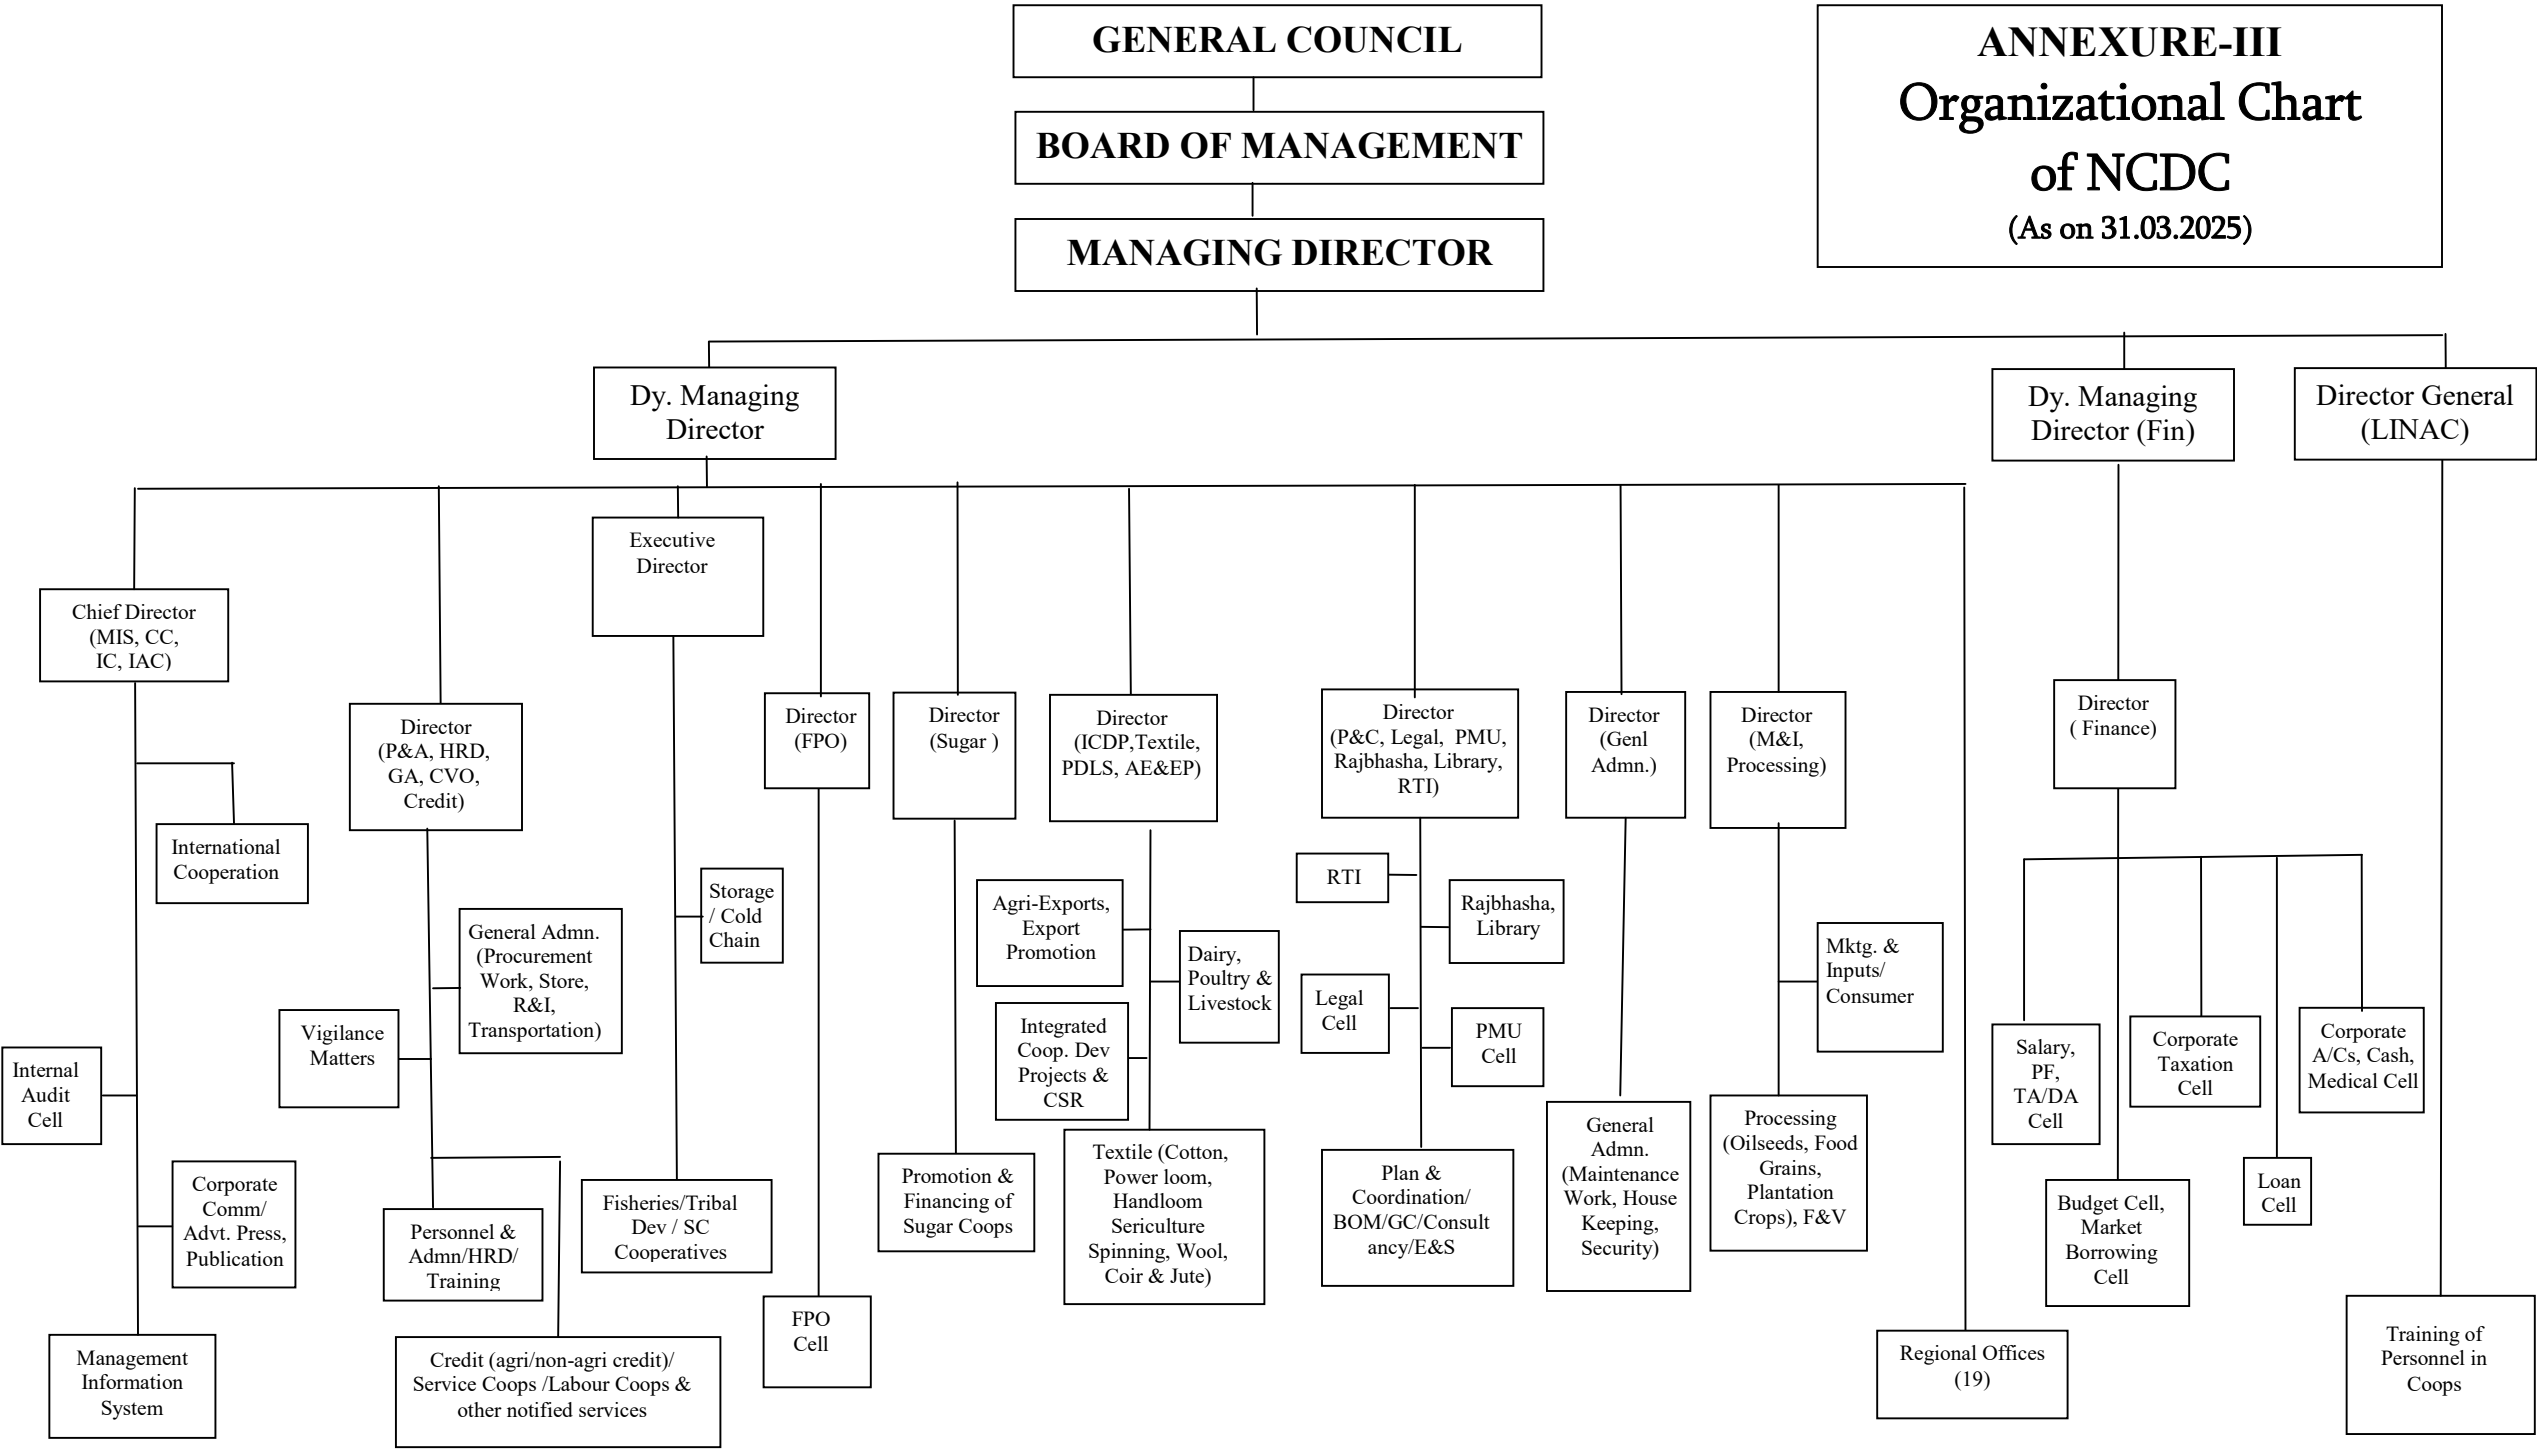 GENERAL COUNCIL
BOARD OF MANAGEMENT
MANAGING DIRECTOR
ANNEXURE-III
Organizational Chart
of NCDC
(As on 31.03.2025)
Dy. Managing
Director
Dy. Managing
Director (Fin)
Director General
(LINAC)
Chief Director
(MIS, CC,
IC, IAC)
International
Cooperation
Internal
Audit
Cell
Corporate
Comm/
Advt. Press,
Publication
Management
Information
System
Director
(P&A, HRD,
GA, CVO,
Credit)
General Admn.
(Procurement
Work, Store,
R&I,
Transportation)
Vigilance
Matters
Personnel &
Admn/HRD/
Training
Credit (agri/non-agri credit)/
Service Coops /Labour Coops &
other notified services
Executive
Director
Storage
/ Cold
Chain
Fisheries/Tribal
Dev / SC
Cooperatives
Director
(FPO)
FPO
Cell
Director
(Sugar )
Promotion &
Financing of
Sugar Coops
Director
(ICDP,Textile,
PDLS, AE&EP)
Agri-Exports,
Export
Promotion
Dairy,
Poultry &
Livestock
Integrated
Coop. Dev
Projects &
CSR
Textile (Cotton,
Power loom,
Handloom
Sericulture
Spinning, Wool,
Coir & Jute)
Director
(P&C, Legal,  PMU,
Rajbhasha, Library,
RTI)
RTI
Rajbhasha,
Library
Legal
Cell
PMU
Cell
Plan &
Coordination/
BOM/GC/Consult
ancy/E&S
Director
(Genl
Admn.)
General
Admn.
(Maintenance
Work, House
Keeping,
Security)
Director
(M&I,
Processing)
Mktg. &
Inputs/
Consumer
Processing
(Oilseeds, Food
Grains,
Plantation
Crops), F&V
Regional Offices
(19)
Director
( Finance)
Salary,
PF,
TA/DA
Cell
Budget Cell,
Market
Borrowing
Cell
Corporate
Taxation
Cell
Loan
Cell
Corporate
A/Cs, Cash,
Medical Cell
Training of
Personnel in
Coops